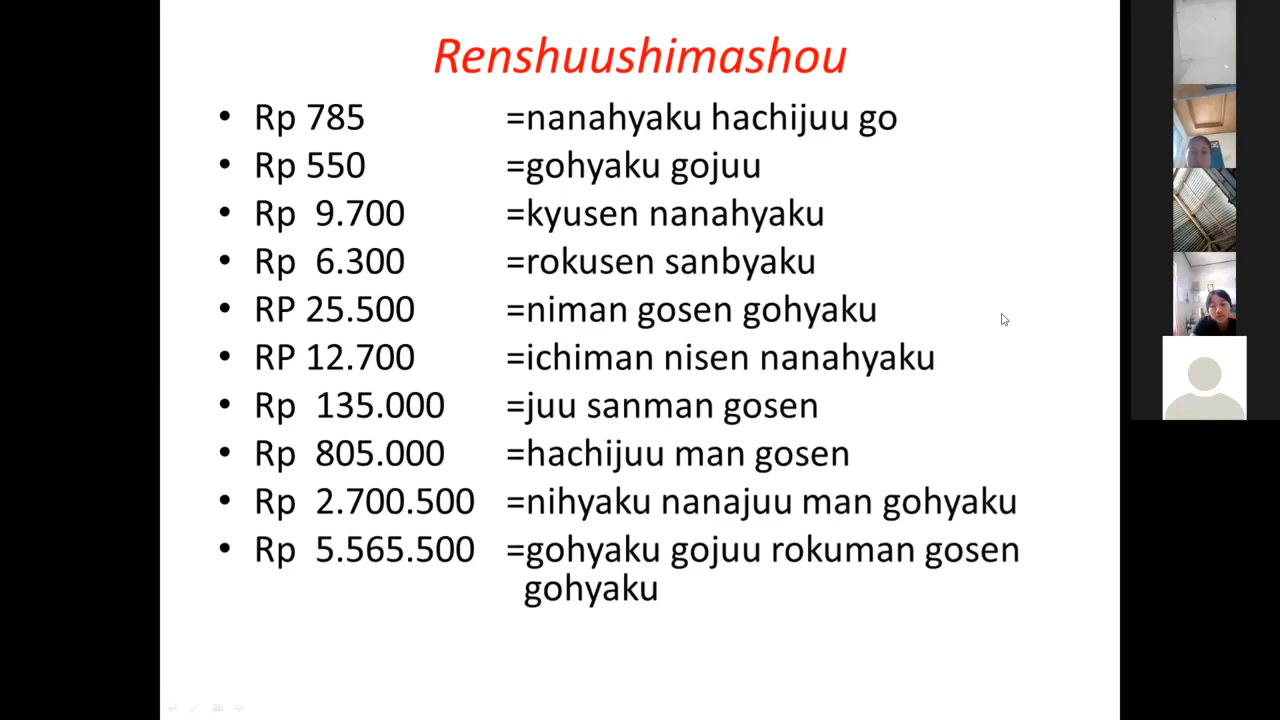 Renshuushimashou
• Rp 785 =nanahyaku hachijuu go
• Rp 550 =gohyaku gojuu
• Rp 9.700 =kyusen nanahyaku
• Rp 6.300 =rokusen sanbyaku
• RP 25.500 =niman gosen gohyaku
• RP 12.700 =ichiman nisen nanahyaku
• Rp 135.000 =juu sanman gosen
• Rp 805.000 =hachijuu man gosen
• Rp 2.700.500 =nihyaku nanajuu man gohyaku
• Rp 5.565.500 =gohyaku gojuu rokuman gosen
gohyaku